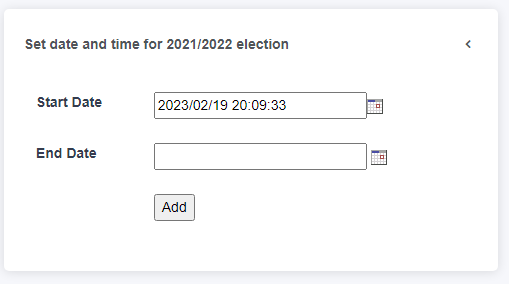 Set date and time for 2021/2022 election
Start Date 2023/02/19 20:09:33
End Date
Add